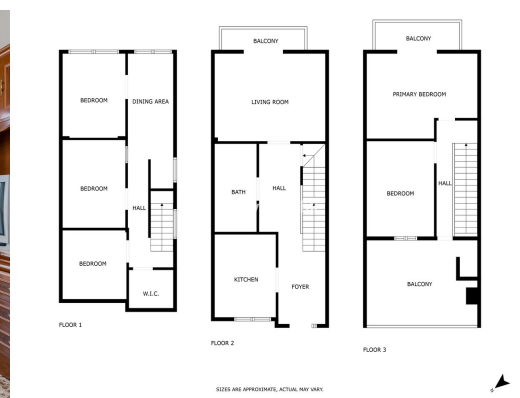 BEDROOM
DINING AREA
BEDROOM
HALL
BEDROOM
W.I.C.
FLOOR 1
BALCONY
LIVING ROOM
BATH
HALL
KITCHEN
FOYER
FLOOR 2
BALCONY
PRIMARY BEDROOM
BEDROOM
HALL
BALCONY
FLOOR 3
SIZES ARE APPROXIMATE, ACTUAL MAY VARY.